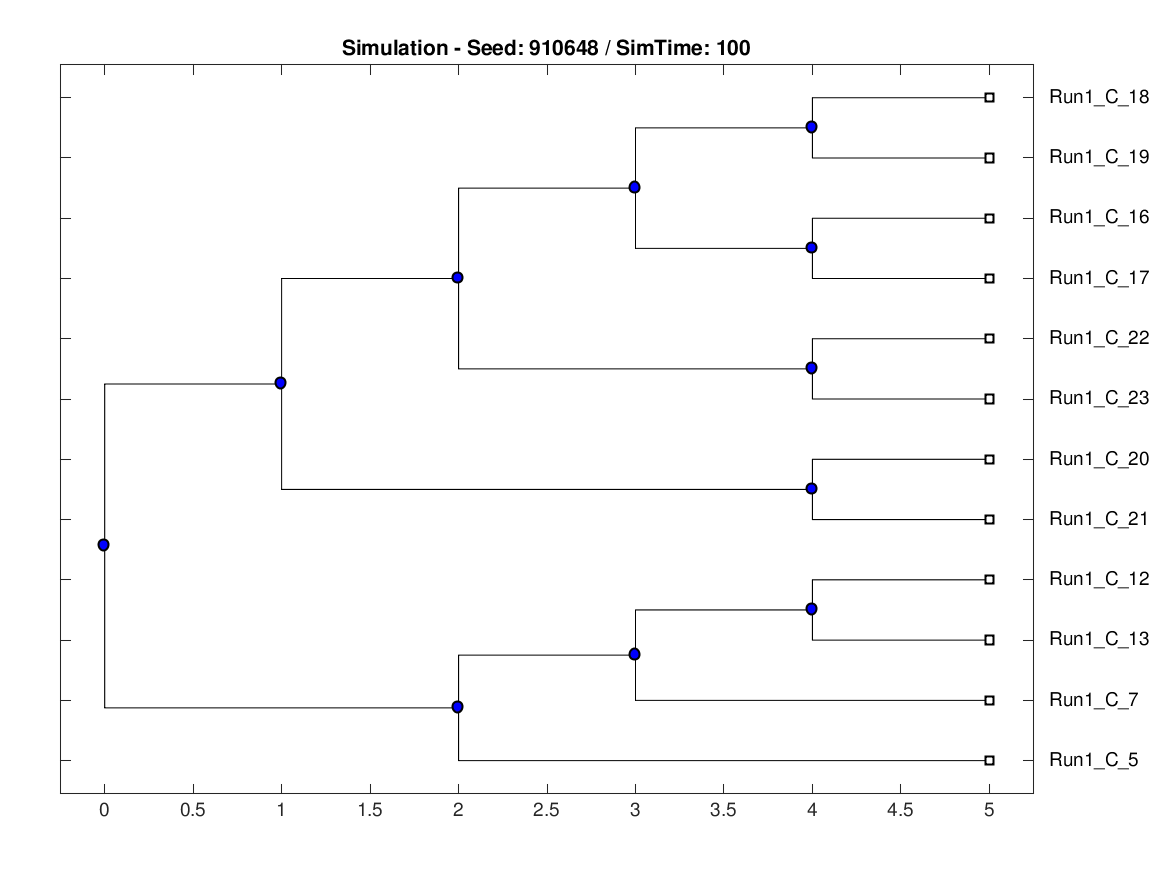 Simulation - Seed: 910648 / SimTime: 100
Run1_C_18
Run1_C_19
Run1_C_16
Run1_C_17
Run1_C_22
Run1_C_23
Run1_C_20
Run1_C_21
Run1_C_12
Run1_C_13
Run1_C_7
Run1_C_5
0 0.5 1 1.5 2 2.5 3 3.5 4 4.5 5